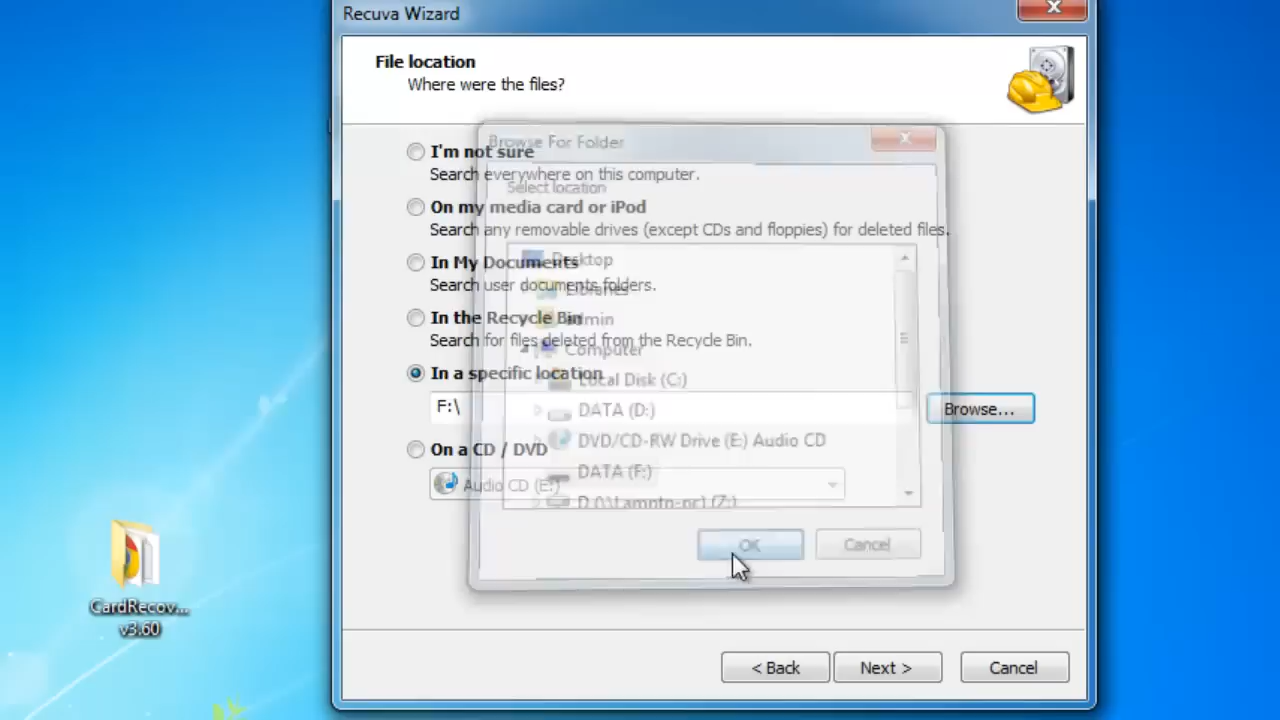 Recuva Wizard
File location
Where were the files?
I'm not sure
Search everywhere on this computer.
On my media card or iPod
Search any removable drives (except CDs and floppies) for deleted files.
In My Documents
Search user documents folders.
In the Recycle Bin
Search for files deleted from the Recycle Bin.
In a specific location
F:\
Browse...
On a CD / DVD
Audio CD (E:)
Browse For Folder
Select location
Desktop
Libraries
admin
Computer
Local Disk (C:)
DATA (D:)
DVD/CD-RW Drive (E:) Audio CD
DATA (F:)
D (\\Lamptn-pc) (Z:)
OK
Cancel
< Back
Next >
Cancel
CardRecov...
v3.60